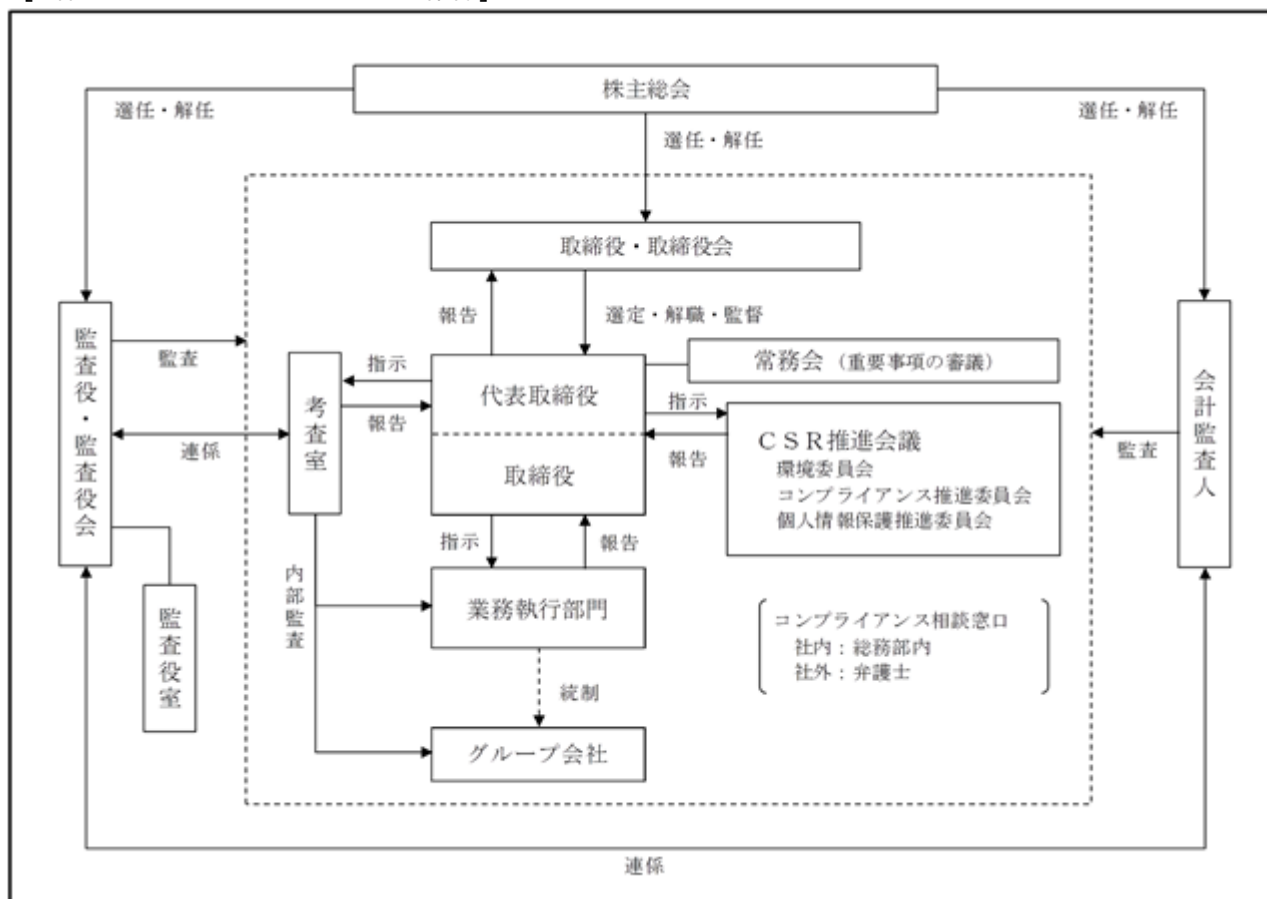 株主総会
選任・解任
選任・解任
選任・解任
取締役・取締役会
報告
選定・解職・監督
監査役・監査役会
監査
考査室
指示
報告
代表取締役
取締役
常務会(重要事項の審議)
指示
報告
CSR推進会議
環境委員会
コンプライアンス推進委員会
個人情報保護推進委員会
監査
会計監査人
連係
指示
報告
内部監査
業務執行部門
監査役室
統制
グループ会社
コンプライアンス相談窓口
社内:総務部内
社外:弁護士
連係